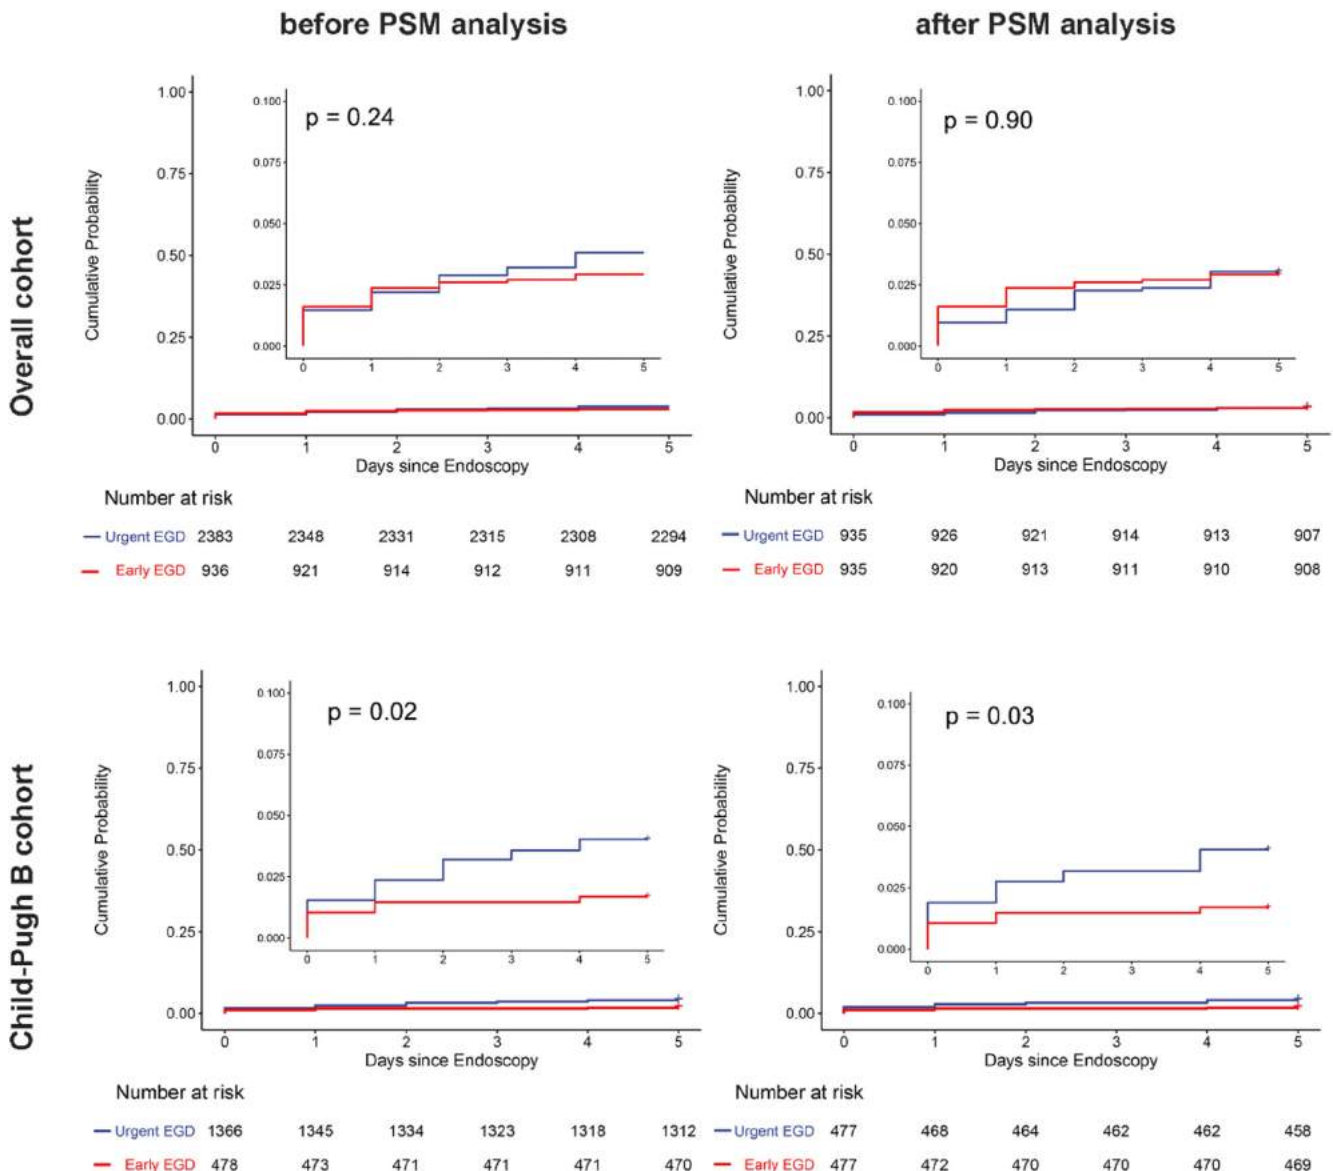 before PSM analysis
after PSM analysis
Overall cohort
Cumulative Probability
1.00
0.75
0.50
0.25
0.00
0.100
0.075
0.050
0.025
0.000
p = 0.24
0 1 2 3 4 5
0 1 2 3 4 5
Days since Endoscopy
Number at risk
Urgent EGD 2383 2348 2331 2315 2308 2294
Early EGD 936 921 914 912 911 909
Cumulative Probability
1.00
0.75
0.50
0.25
0.00
0.100
0.075
0.050
0.025
0.000
p = 0.90
0 1 2 3 4 5
0 1 2 3 4 5
Days since Endoscopy
Number at risk
Urgent EGD 935 926 921 914 913 907
Early EGD 935 920 913 911 910 908
Child-Pugh B cohort
Cumulative Probability
1.00
0.75
0.50
0.25
0.00
0.100
0.075
0.050
0.025
0.000
p = 0.02
0 1 2 3 4 5
0 1 2 3 4 5
Days since Endoscopy
Number at risk
Urgent EGD 1366 1345 1334 1323 1318 1312
Early EGD 478 473 471 471 471 470
Cumulative Probability
1.00
0.75
0.50
0.25
0.00
0.100
0.075
0.050
0.025
0.000
p = 0.03
0 1 2 3 4 5
0 1 2 3 4 5
Days since Endoscopy
Number at risk
Urgent EGD 477 468 464 462 462 458
Early EGD 477 472 470 470 470 469